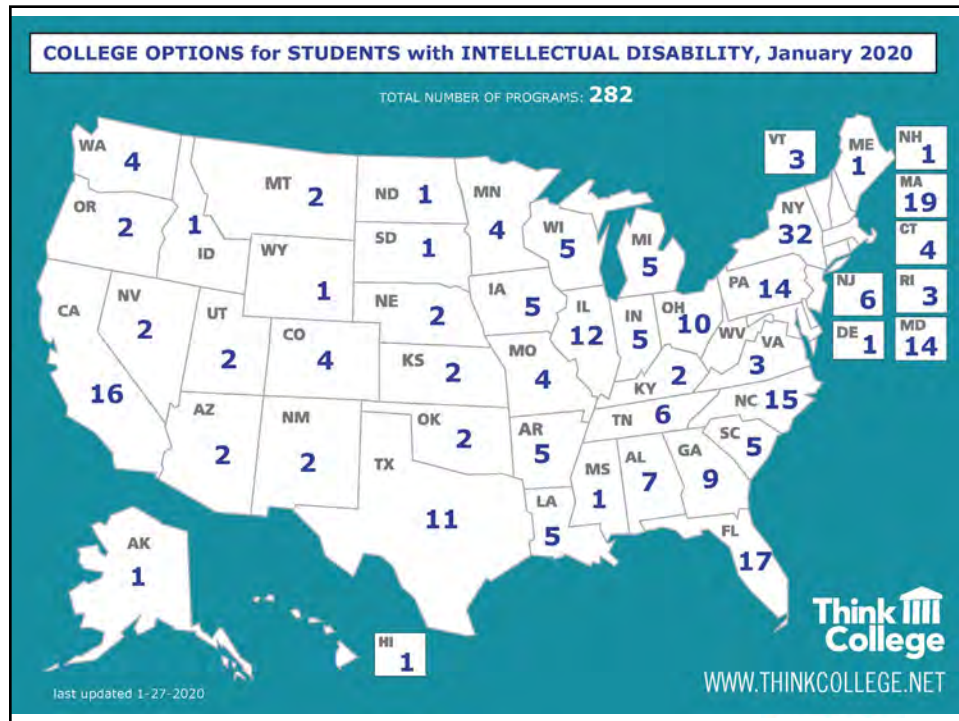 COLLEGE OPTIONS for STUDENTS with INTELLECTUAL DISABILITY, January 2020
TOTAL NUMBER OF PROGRAMS: 282
WA 4
OR 2
ID 1
MT 2
ND 1
MN 4
SD 1
WY 1
WI 5
MI 5
VT 3
ME 1
NH 1
MA 19
NY 32
CT 4
CA 16
NV 2
UT 2
CO 4
NE 2
IA 5
IL 12
IN 5
OH 10
PA 14
NJ 6
RI 3
DE 1
MD 14
WV
VA 3
KS 2
MO 4
KY 2
AZ 2
NM 2
OK 2
AR 5
TN 6
NC 15
SC 5
TX 11
LA 5
MS 1
AL 7
GA 9
FL 17
AK 1
HI 1
Think
College
WWW.THINKCOLLEGE.NET
last updated 1-27-2020